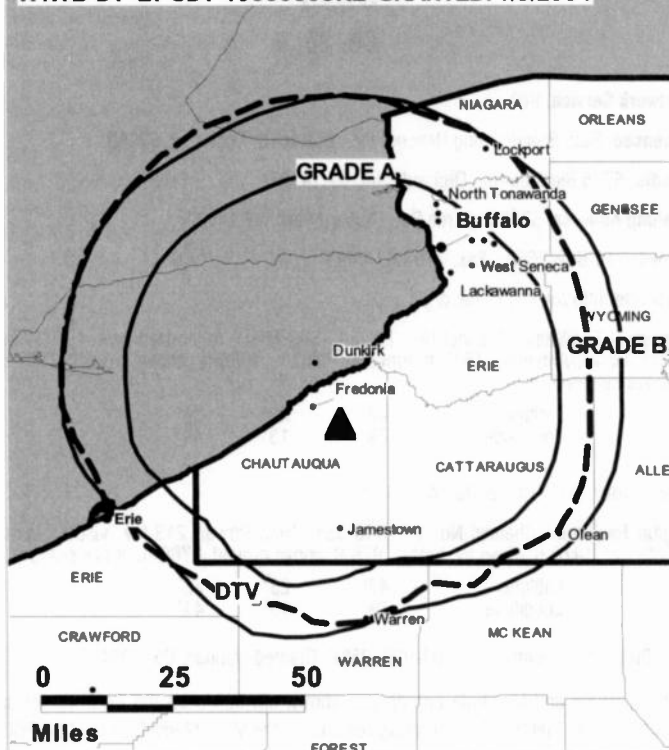 NIAGARA
ORLEANS
Lockport
GRADE A
North Tonawanda
GENESEE
Buffalo
West Seneca
Lackawanna
WYOMING
GRADE B
Dunkirk
ERIE
Fredonia
CHAUTAUQUA
CATTARAUGUS
ALLE
Erie
Jamestown
Olean
ERIE
DTV
Warren
CRAWFORD
MC KEAN
WARREN
0 25 50
Miles
FOREST